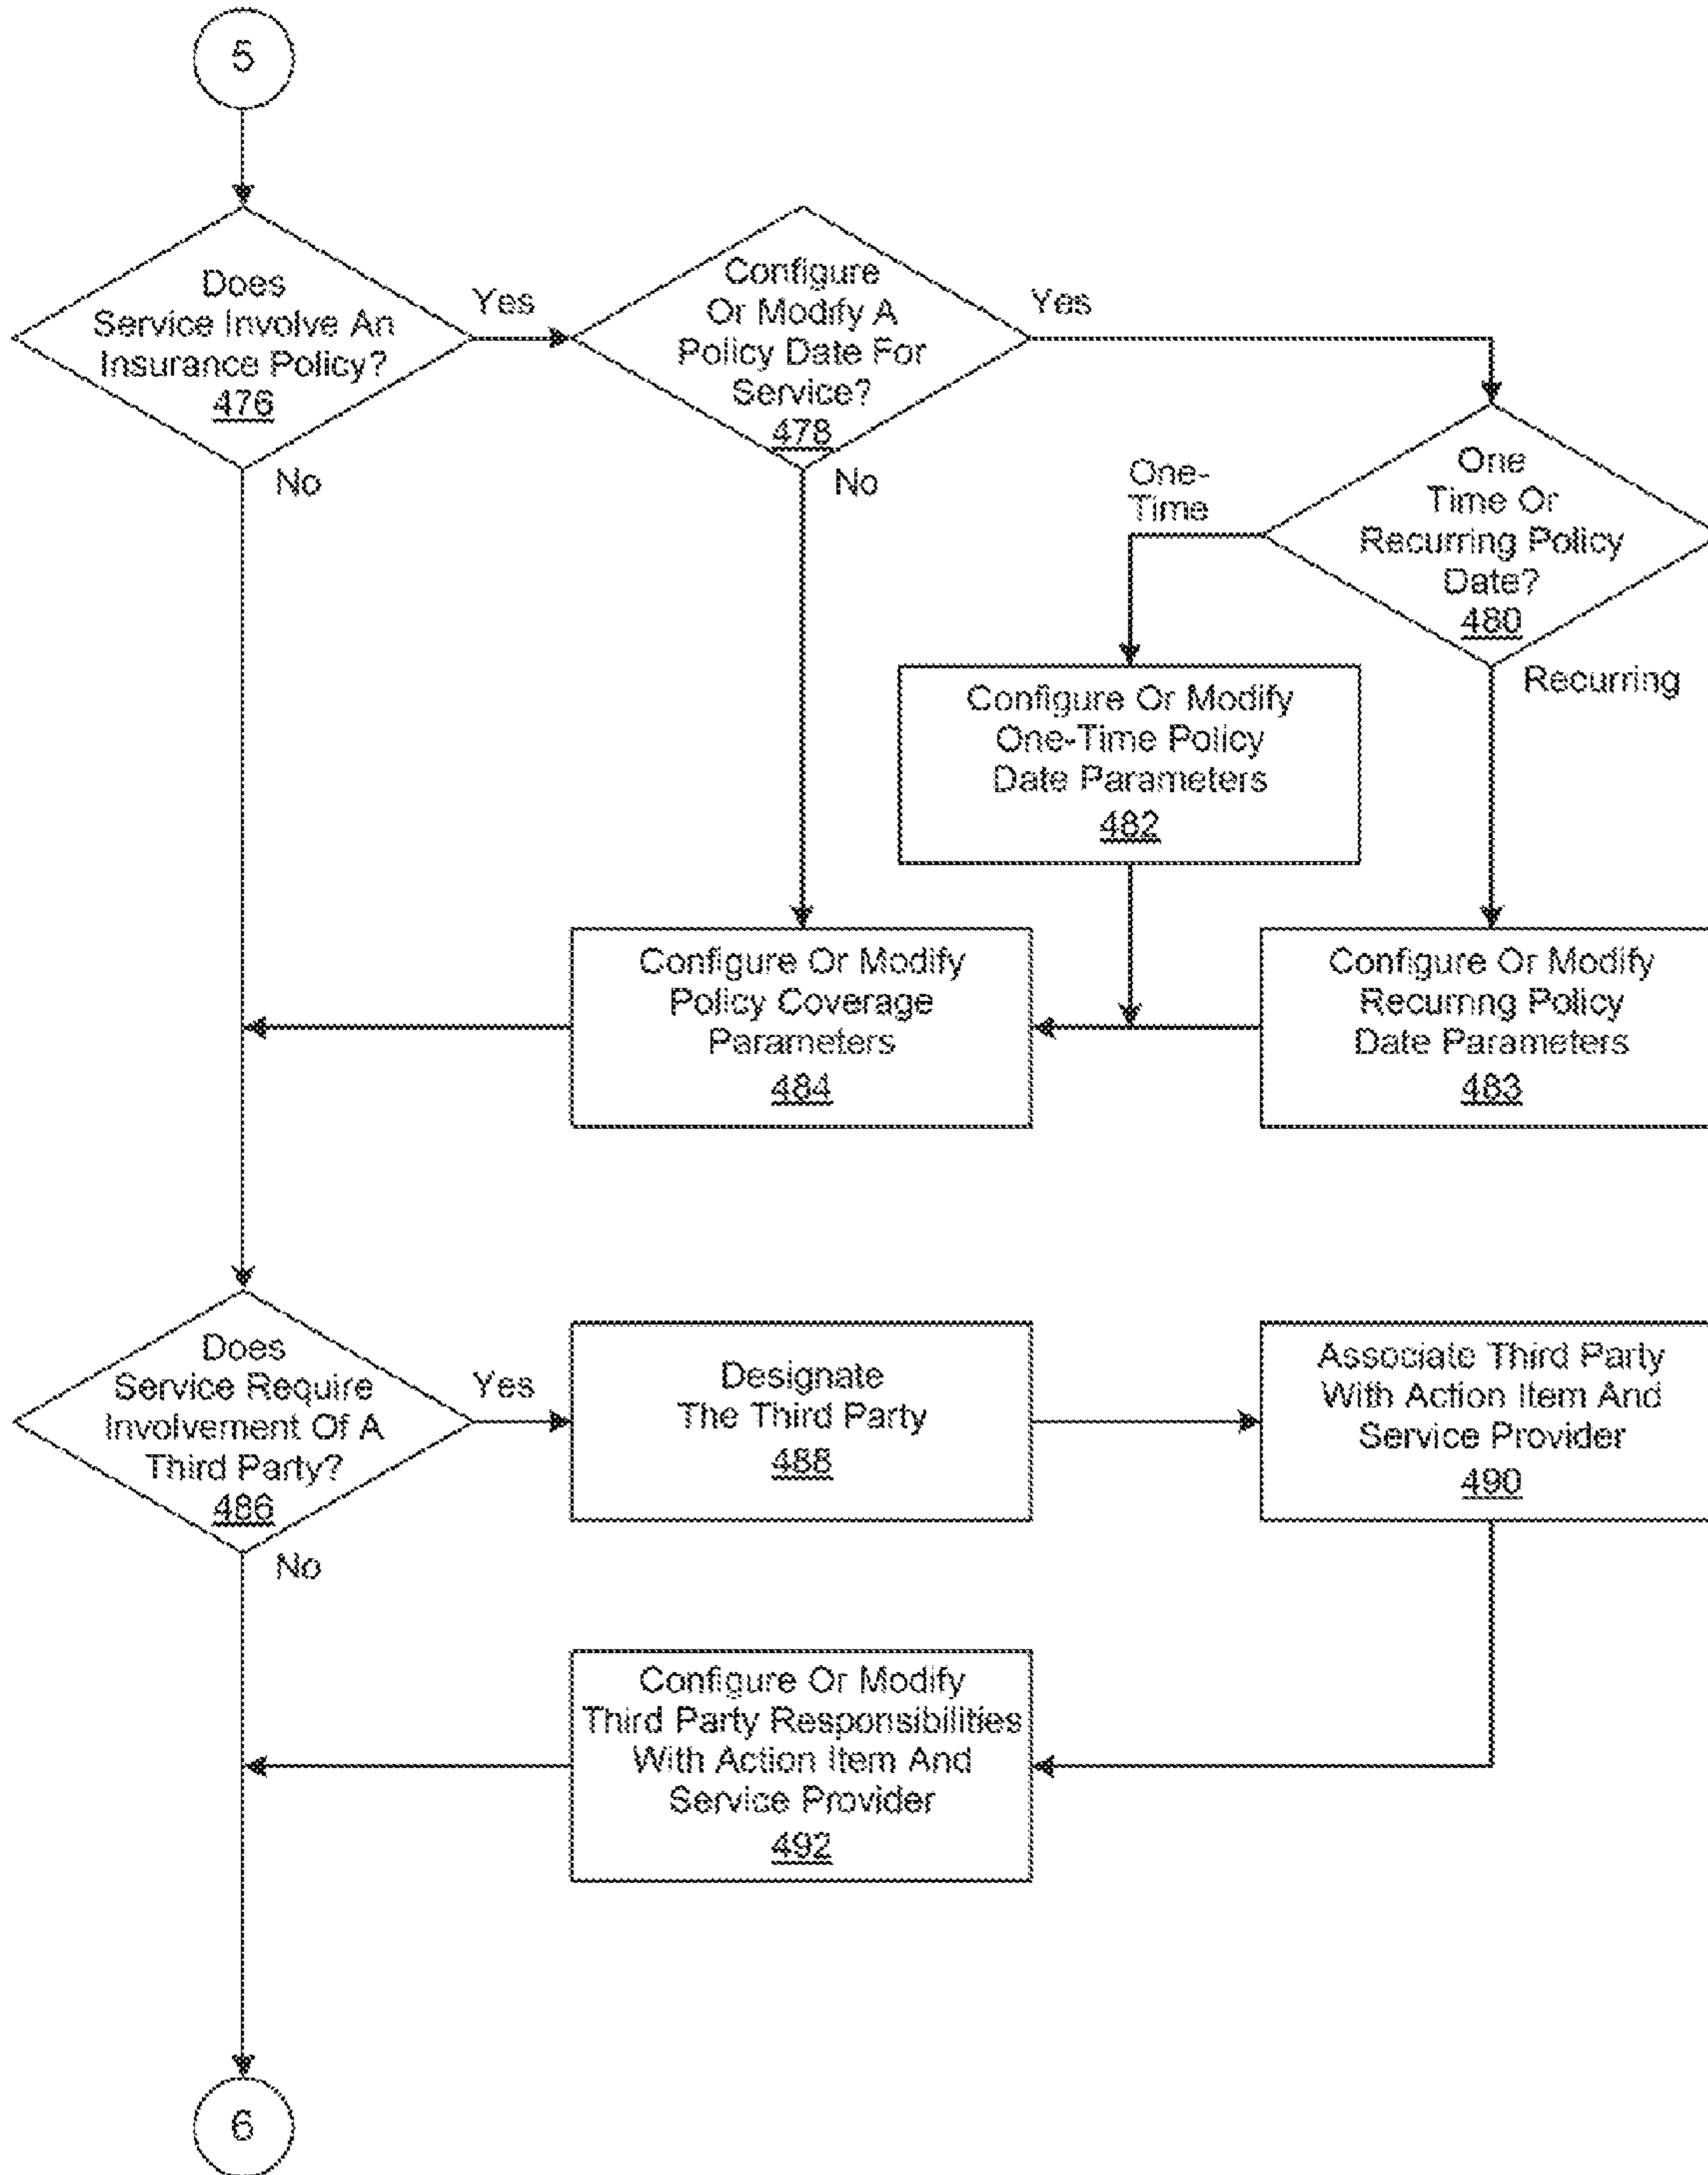 5
Does
Service Involve An
Insurance Policy?
476
Yes
No
Configure
Or Modify A
Policy Date For
Service?
478
Yes
No
One
Time Or
Recurring Policy
Date?
480
One-
Time
Recurring
Configure Or Modify
One-Time Policy
Date Parameters
482
Configure Or Modify
Policy Coverage
Parameters
484
Configure Or Modify
Recurring Policy
Date Parameters
483
Does
Service Require
Involvement Of A
Third Party?
486
Yes
No
Designate
The Third Party
488
Associate Third Party
With Action Item And
Service Provider
490
Configure Or Modify
Third Party Responsibilities
With Action Item And
Service Provider
492
6